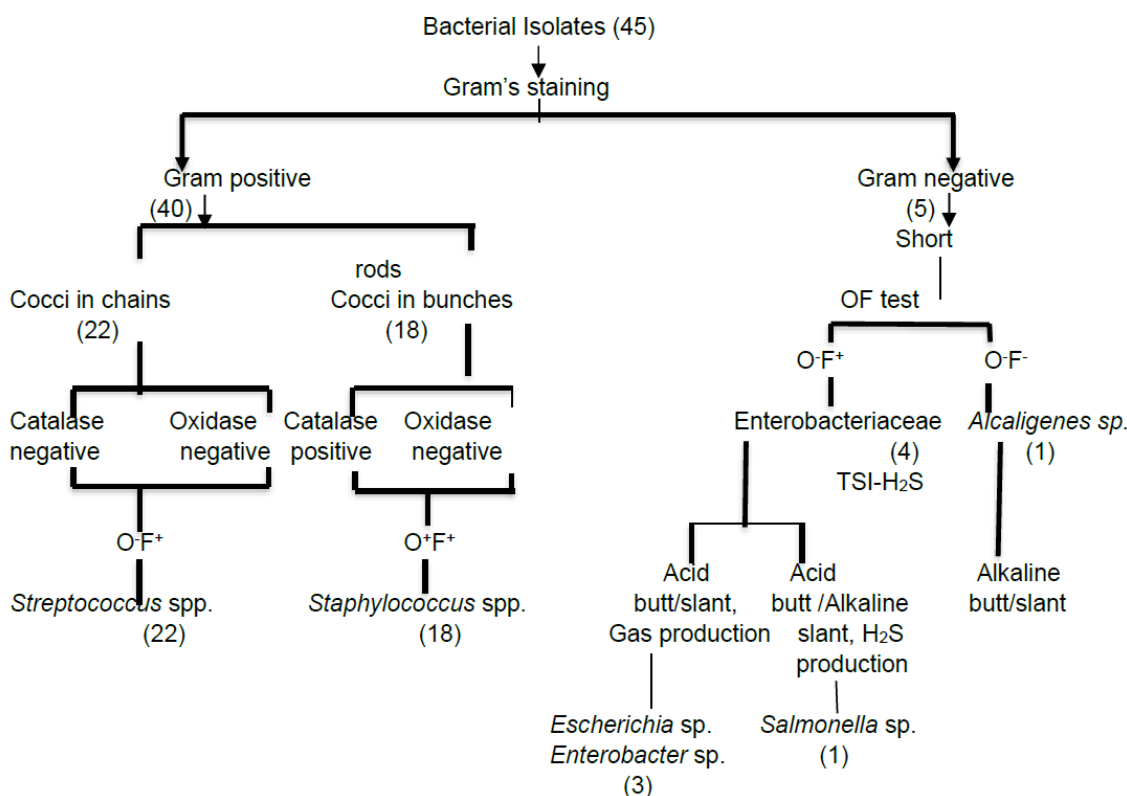 Bacterial Isolates (45)
Gram's staining
Gram positive
(40)
Gram negative
(5)
Short
rods
Cocci in chains
(22)
Cocci in bunches
(18)
OF test
O⁻F⁺
O⁻F⁻
Catalase
negative
Oxidase
negative
Catalase
positive
Oxidase
negative
Enterobacteriaceae
(4)
TSI-H₂S
Alcaligenes sp.
(1)
O⁻F⁺
O⁺F⁺
Streptococcus spp.
(22)
Staphylococcus spp.
(18)
Acid
butt/slant,
Gas production
Acid
butt /Alkaline
slant, H₂S
production
Alkaline
butt/slant
Escherichia sp.
Enterobacter sp.
(3)
Salmonella sp.
(1)